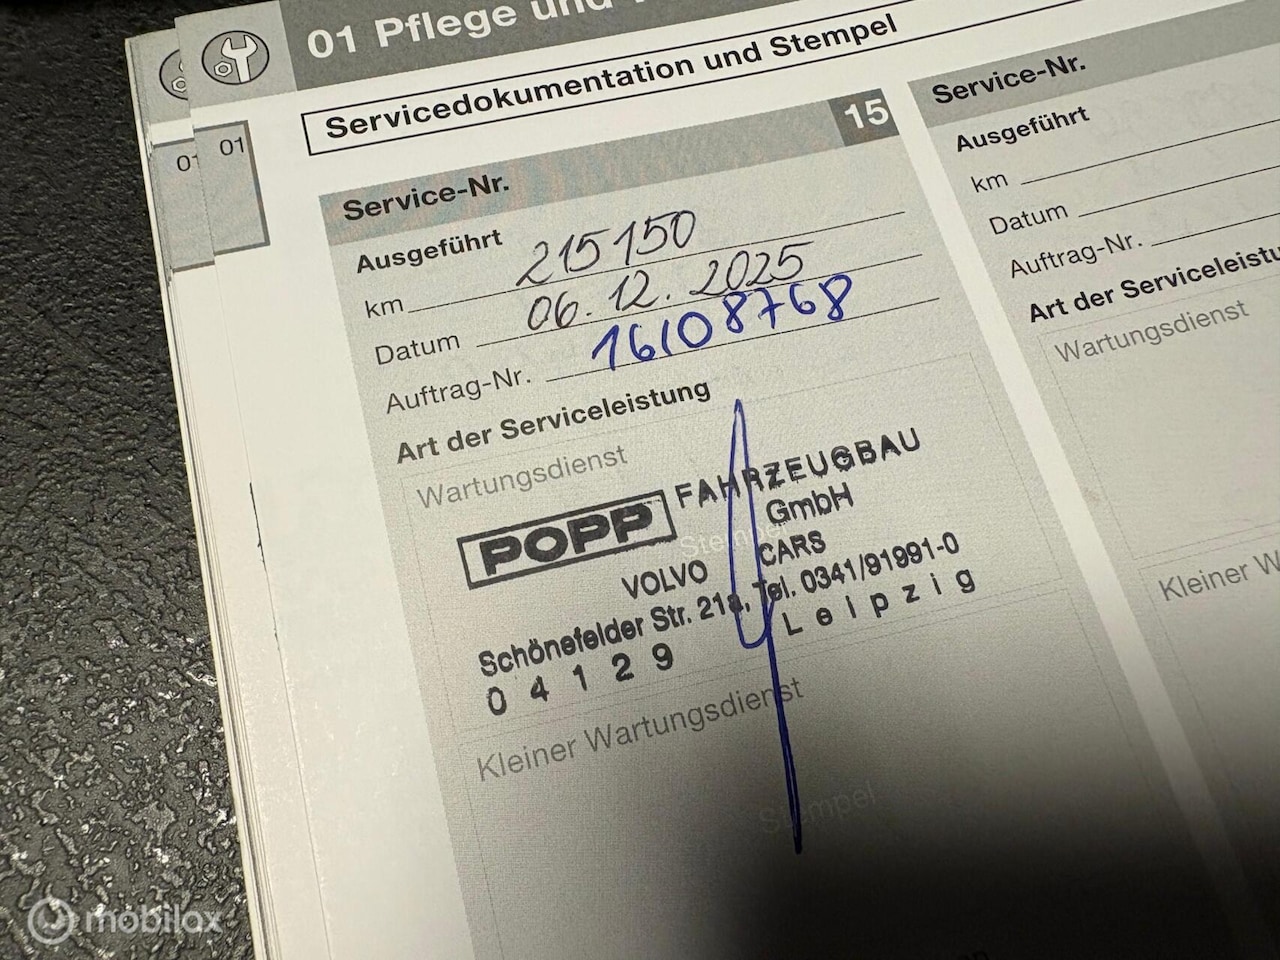 01 Pflege und
01
01
Servicedokumentation und Stempel
Service-Nr. 15
Ausgeführt
km 215150
Datum 06.12.2025
Auftrag-Nr. 16108768
Art der Serviceleistung
Wartungsdienst
Stempel
POPP FAHRZEUGBAU
GmbH
VOLVO CARS
Schönefelder Str. 21a, Tel. 0341/91991-0
04129 Leipzig
Kleiner Wartungsdienst
Stempel
Service-Nr.
Ausgeführt
km
Datum
Auftrag-Nr.
Art der Serviceleistu
Wartungsdienst
Kleiner W
mobilax